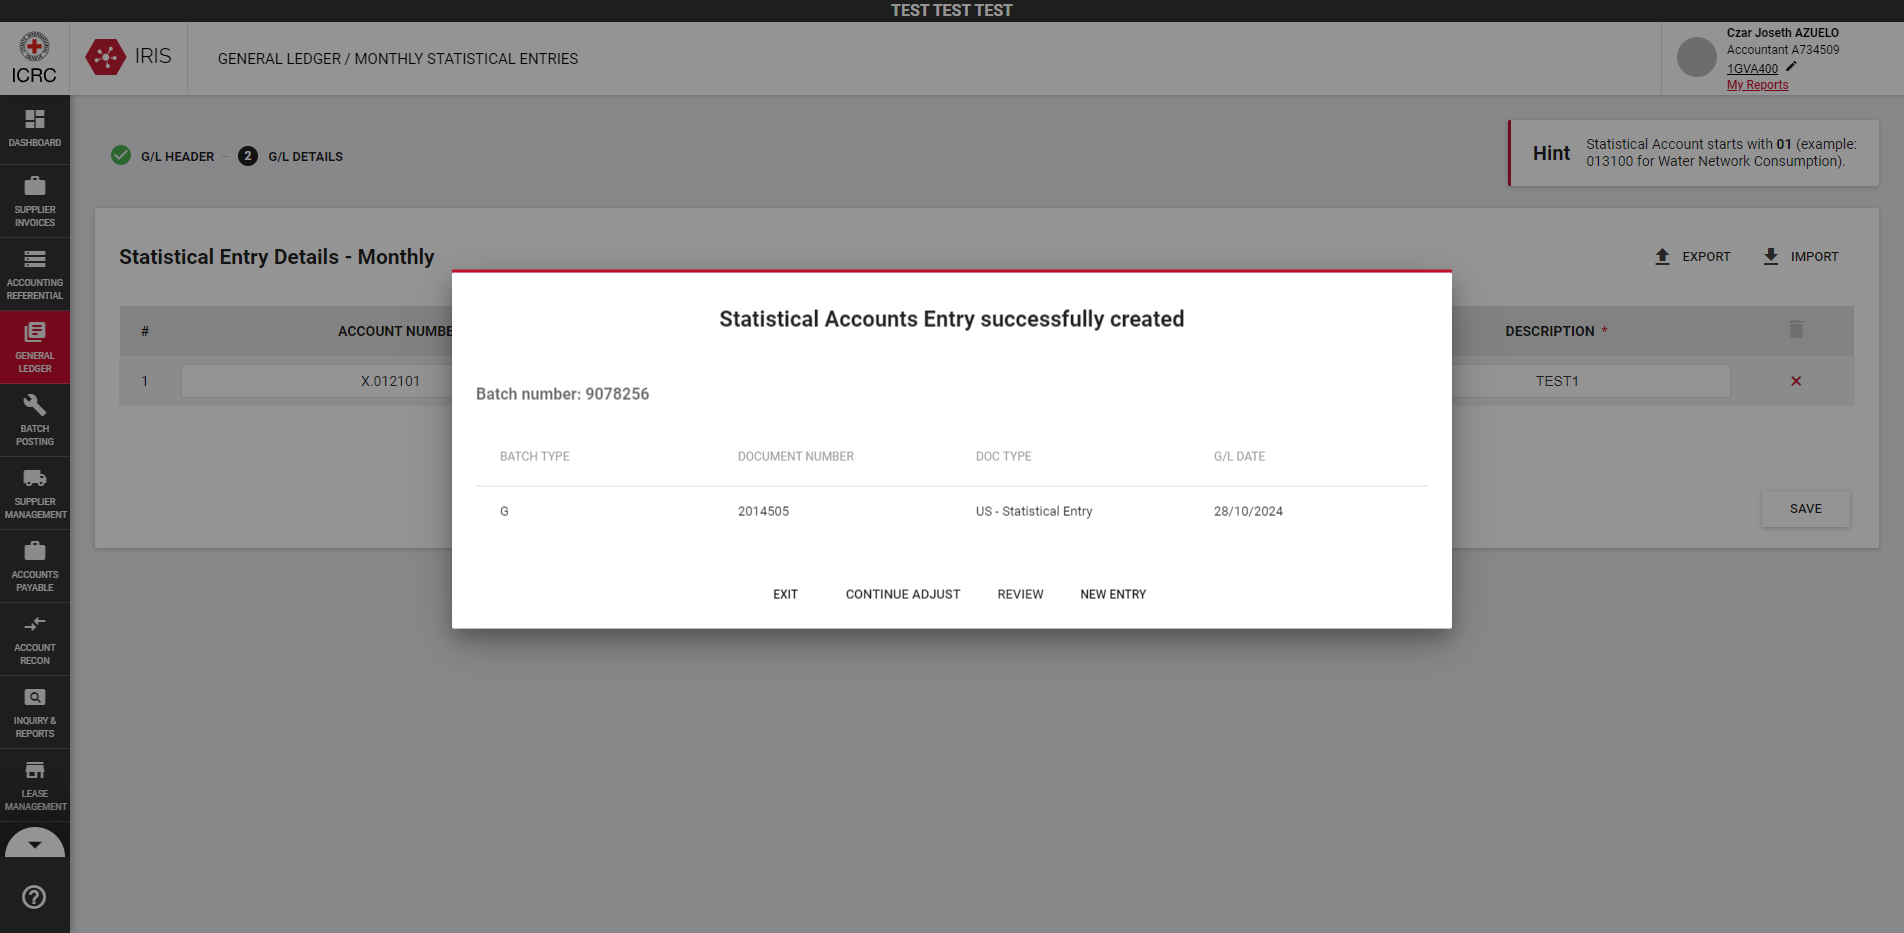 TEST TEST TEST
ICRC
IRIS
GENERAL LEDGER / MONTHLY STATISTICAL ENTRIES
Czar Joseth AZUELO
Accountant A734509
1GVA400
My Reports
DASHBOARD
SUPPLIER
INVOICES
ACCOUNTING
REFERENTIAL
GENERAL
LEDGER
BATCH
POSTING
SUPPLIER
MANAGEMENT
ACCOUNTS
PAYABLE
ACCOUNT
RECON
INQUIRY &
REPORTS
LEASE
MANAGEMENT
G/L HEADER
2 G/L DETAILS
Hint
Statistical Account starts with 01 (example:
013100 for Water Network Consumption).
Statistical Entry Details - Monthly
EXPORT IMPORT
# ACCOUNT NUMBE DESCRIPTION *
1 X.012101 TEST1
SAVE
Statistical Accounts Entry successfully created
Batch number: 9078256
BATCH TYPE DOCUMENT NUMBER DOC TYPE G/L DATE
G 2014505 US - Statistical Entry 28/10/2024
EXIT CONTINUE ADJUST REVIEW NEW ENTRY